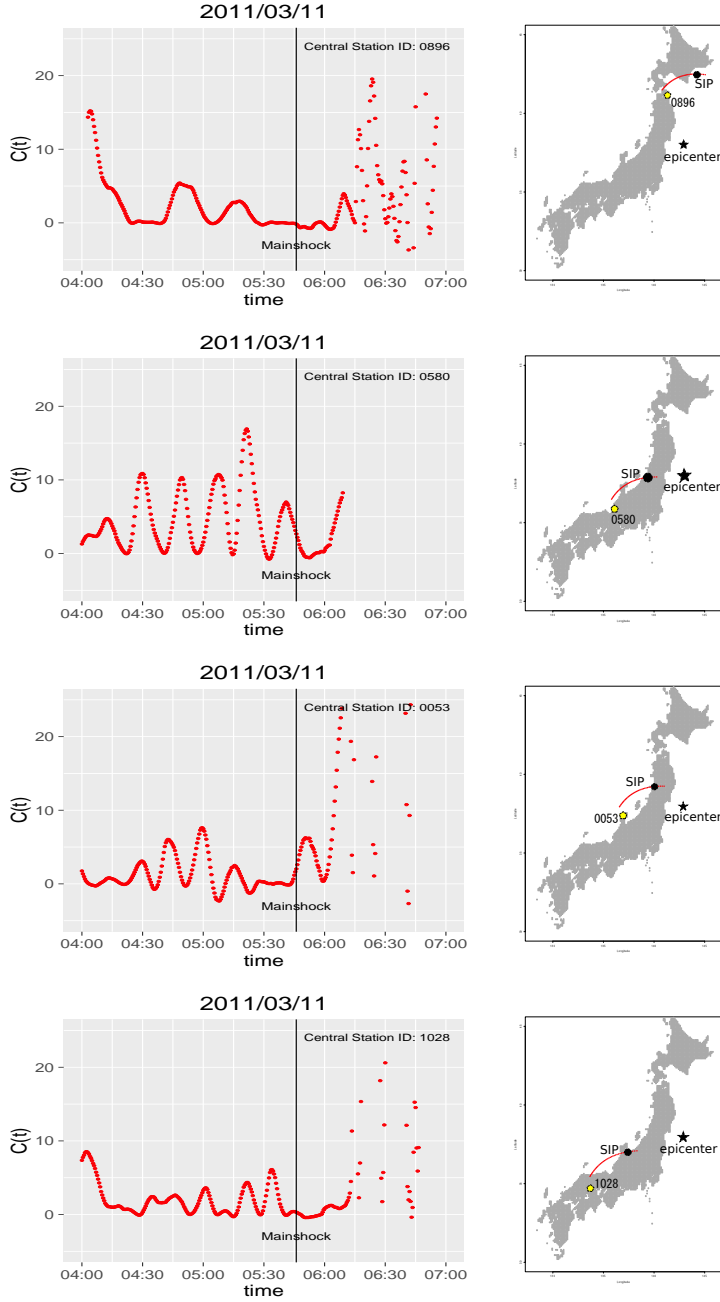 2011/03/11
Central Station ID: 0896
20
10
0
C(t)
Mainshock
04:00 04:30 05:00 05:30 06:00 06:30 07:00
time
SIP
0896
epicenter
2011/03/11
Central Station ID: 0580
20
10
0
C(t)
Mainshock
04:00 04:30 05:00 05:30 06:00 06:30 07:00
time
SIP
epicenter
0580
2011/03/11
Central Station ID: 0053
20
10
0
C(t)
Mainshock
04:00 04:30 05:00 05:30 06:00 06:30 07:00
time
SIP
0053
epicenter
2011/03/11
Central Station ID: 1028
20
10
0
C(t)
Mainshock
04:00 04:30 05:00 05:30 06:00 06:30 07:00
time
SIP
epicenter
1028